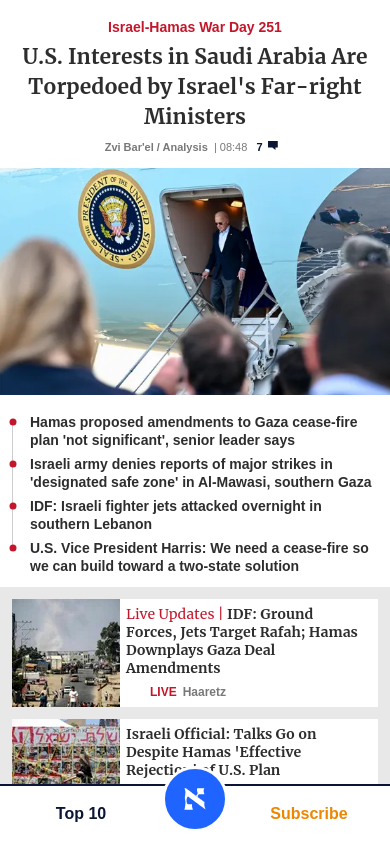 Israel-Hamas War Day 251
U.S. Interests in Saudi Arabia Are
Torpedoed by Israel's Far-right
Ministers
Zvi Bar'el / Analysis | 08:48 7
SEAL OF THE PRESIDENT OF THE UNITED STATES
Hamas proposed amendments to Gaza cease-fire
plan 'not significant', senior leader says
Israeli army denies reports of major strikes in
'designated safe zone' in Al-Mawasi, southern Gaza
IDF: Israeli fighter jets attacked overnight in
southern Lebanon
U.S. Vice President Harris: We need a cease-fire so
we can build toward a two-state solution
Live Updates | IDF: Ground
Forces, Jets Target Rafah; Hamas
Downplays Gaza Deal
Amendments
LIVE Haaretz
Israeli Official: Talks Go on
Despite Hamas 'Effective
of U.S. Plan
Top 10
Subscribe